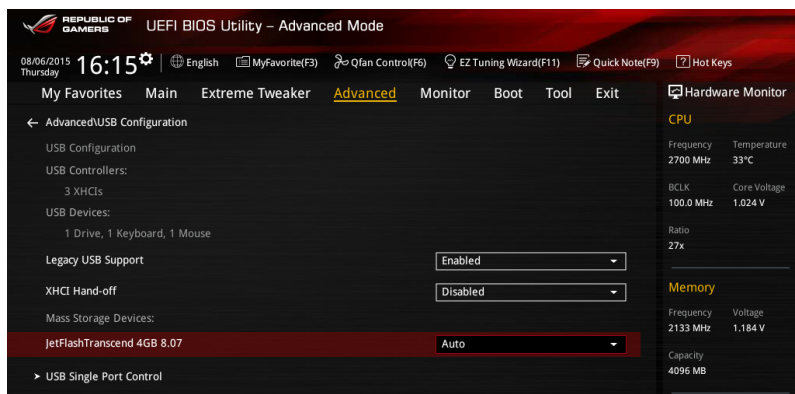 REPUBLIC OF
GAMERS
UEFI BIOS Utility – Advanced Mode
08/06/2015
Thursday
16:15
English
MyFavorite(F3)
Qfan Control(F6)
EZ Tuning Wizard(F11)
Quick Note(F9)
? Hot Keys
My Favorites
Main
Extreme Tweaker
Advanced
Monitor
Boot
Tool
Exit
← Advanced\USB Configuration
USB Configuration
USB Controllers:
3 XHCIs
USB Devices:
1 Drive, 1 Keyboard, 1 Mouse
Legacy USB Support Enabled
XHCI Hand-off Disabled
Mass Storage Devices:
JetFlashTranscend 4GB 8.07 Auto
> USB Single Port Control
Hardware Monitor
CPU
Frequency Temperature
2700 MHz 33°C
BCLK Core Voltage
100.0 MHz 1.024 V
Ratio
27x
Memory
Frequency Voltage
2133 MHz 1.184 V
Capacity
4096 MB